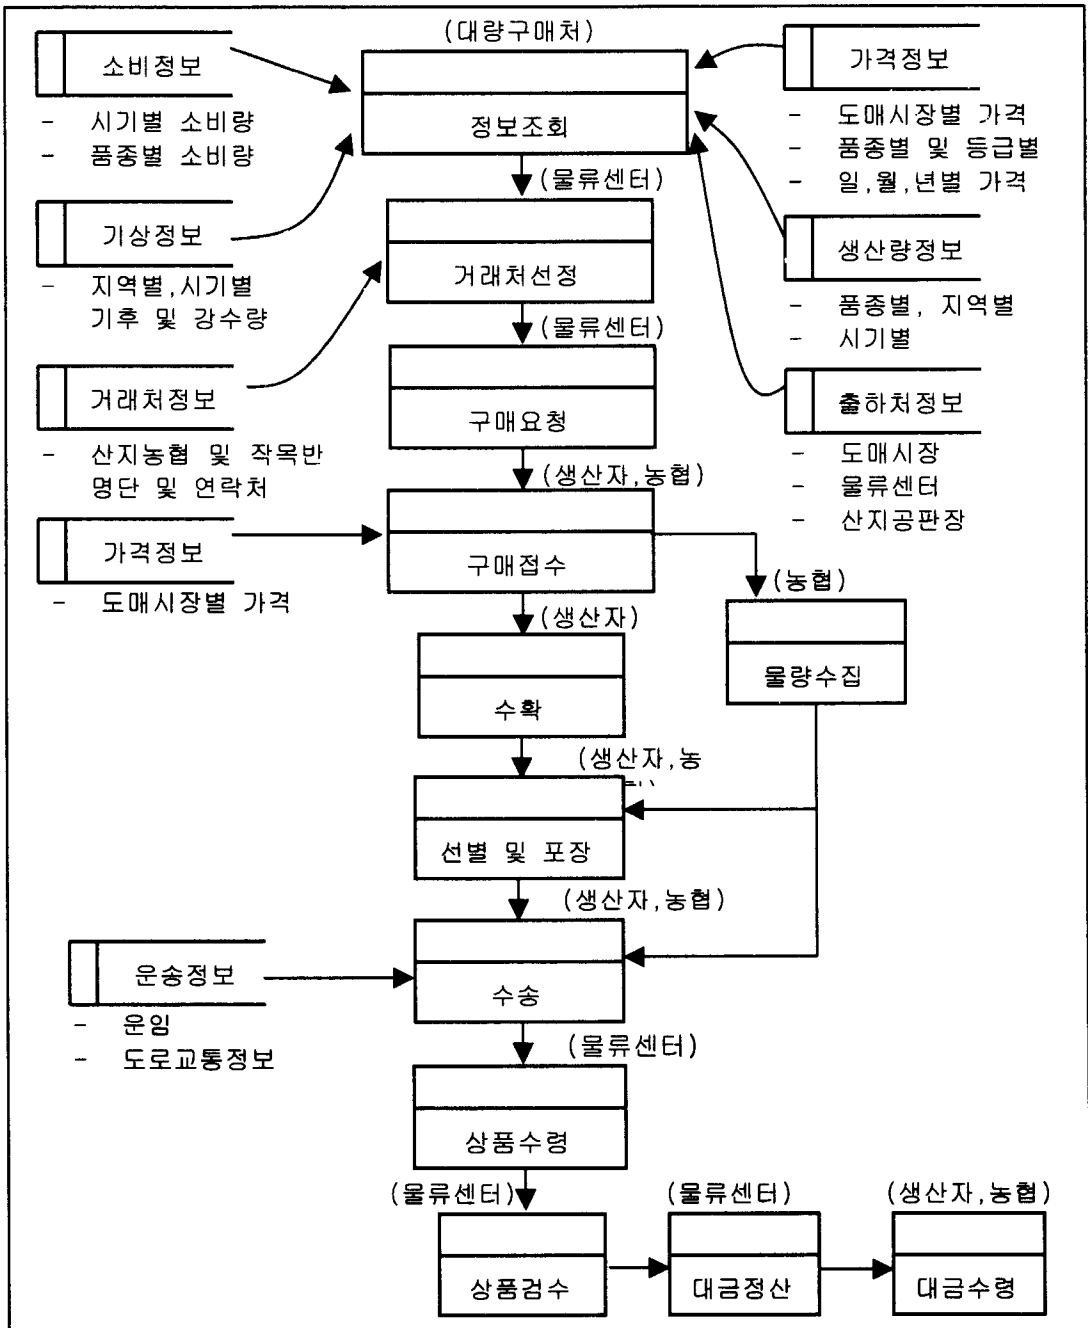 (대량구매처)
소비정보
- 시기별 소비량
- 품종별 소비량
정보조회
가격정보
- 도매시장별 가격
- 품종별 및 등급별
- 일,월,년별 가격
(물류센터)
기상정보
- 지역별,시기별
기후 및 강수량
거래처선정
생산량정보
- 품종별, 지역별
- 시기별
(물류센터)
거래처정보
- 산지농협 및 작목반
명단 및 연락처
구매요청
출하처정보
- 도매시장
- 물류센터
- 산지공판장
(생산자,농협)
가격정보
- 도매시장별 가격
구매접수
(농협)
(생산자)
물량수집
수확
(생산자,농
선별 및 포장
(생산자,농협)
운송정보
- 운임
- 도로교통정보
수송
(물류센터)
상품수령
(물류센터)
(물류센터)
(생산자,농협)
상품검수
대금정산
대금수령